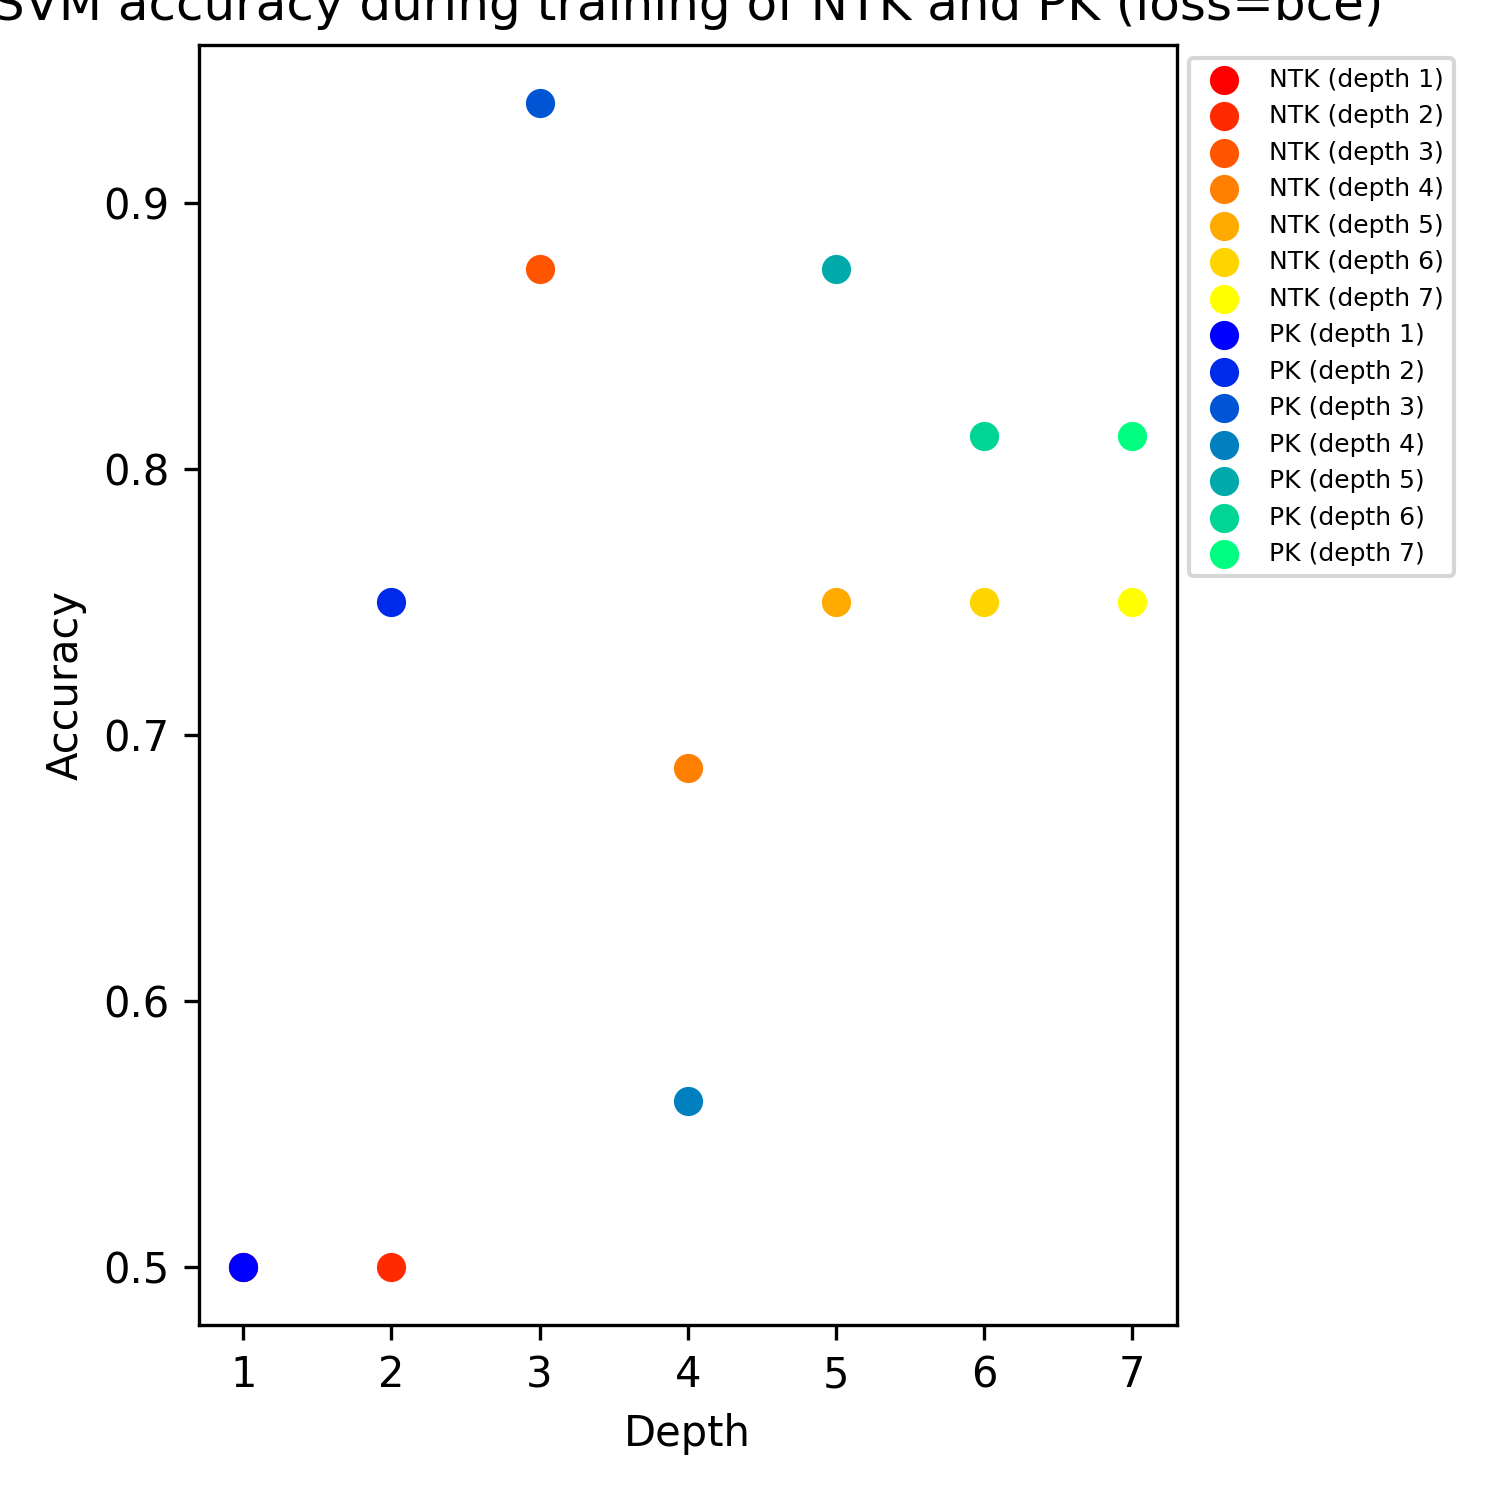 SVM accuracy during training of NTK and PK (loss=bce)
NTK (depth 1)
NTK (depth 2)
NTK (depth 3)
NTK (depth 4)
NTK (depth 5)
NTK (depth 6)
NTK (depth 7)
PK (depth 1)
PK (depth 2)
PK (depth 3)
PK (depth 4)
PK (depth 5)
PK (depth 6)
PK (depth 7)
Accuracy
0.9
0.8
0.7
0.6
0.5
1 2 3 4 5 6 7
Depth